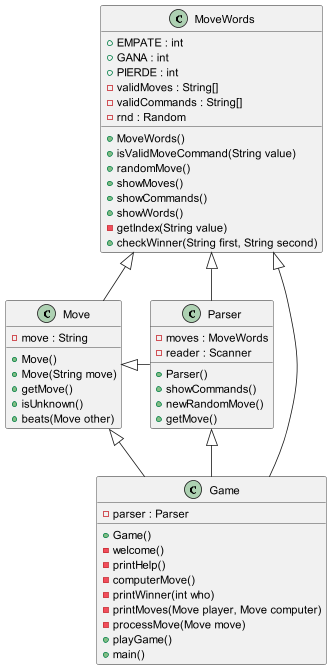 C MoveWords
EMPATE : int
GANA : int
PIERDE : int
validMoves : String[]
validCommands : String[]
rnd : Random
MoveWords()
isValidMoveCommand(String value)
randomMove()
showMoves()
showCommands()
showWords()
getIndex(String value)
checkWinner(String first, String second)
C Move
move : String
Move()
Move(String move)
getMove()
isUnknown()
beats(Move other)
C Parser
moves : MoveWords
reader : Scanner
Parser()
showCommands()
newRandomMove()
getMove()
C Game
parser : Parser
Game()
welcome()
printHelp()
computerMove()
printWinner(int who)
printMoves(Move player, Move computer)
processMove(Move move)
playGame()
main()